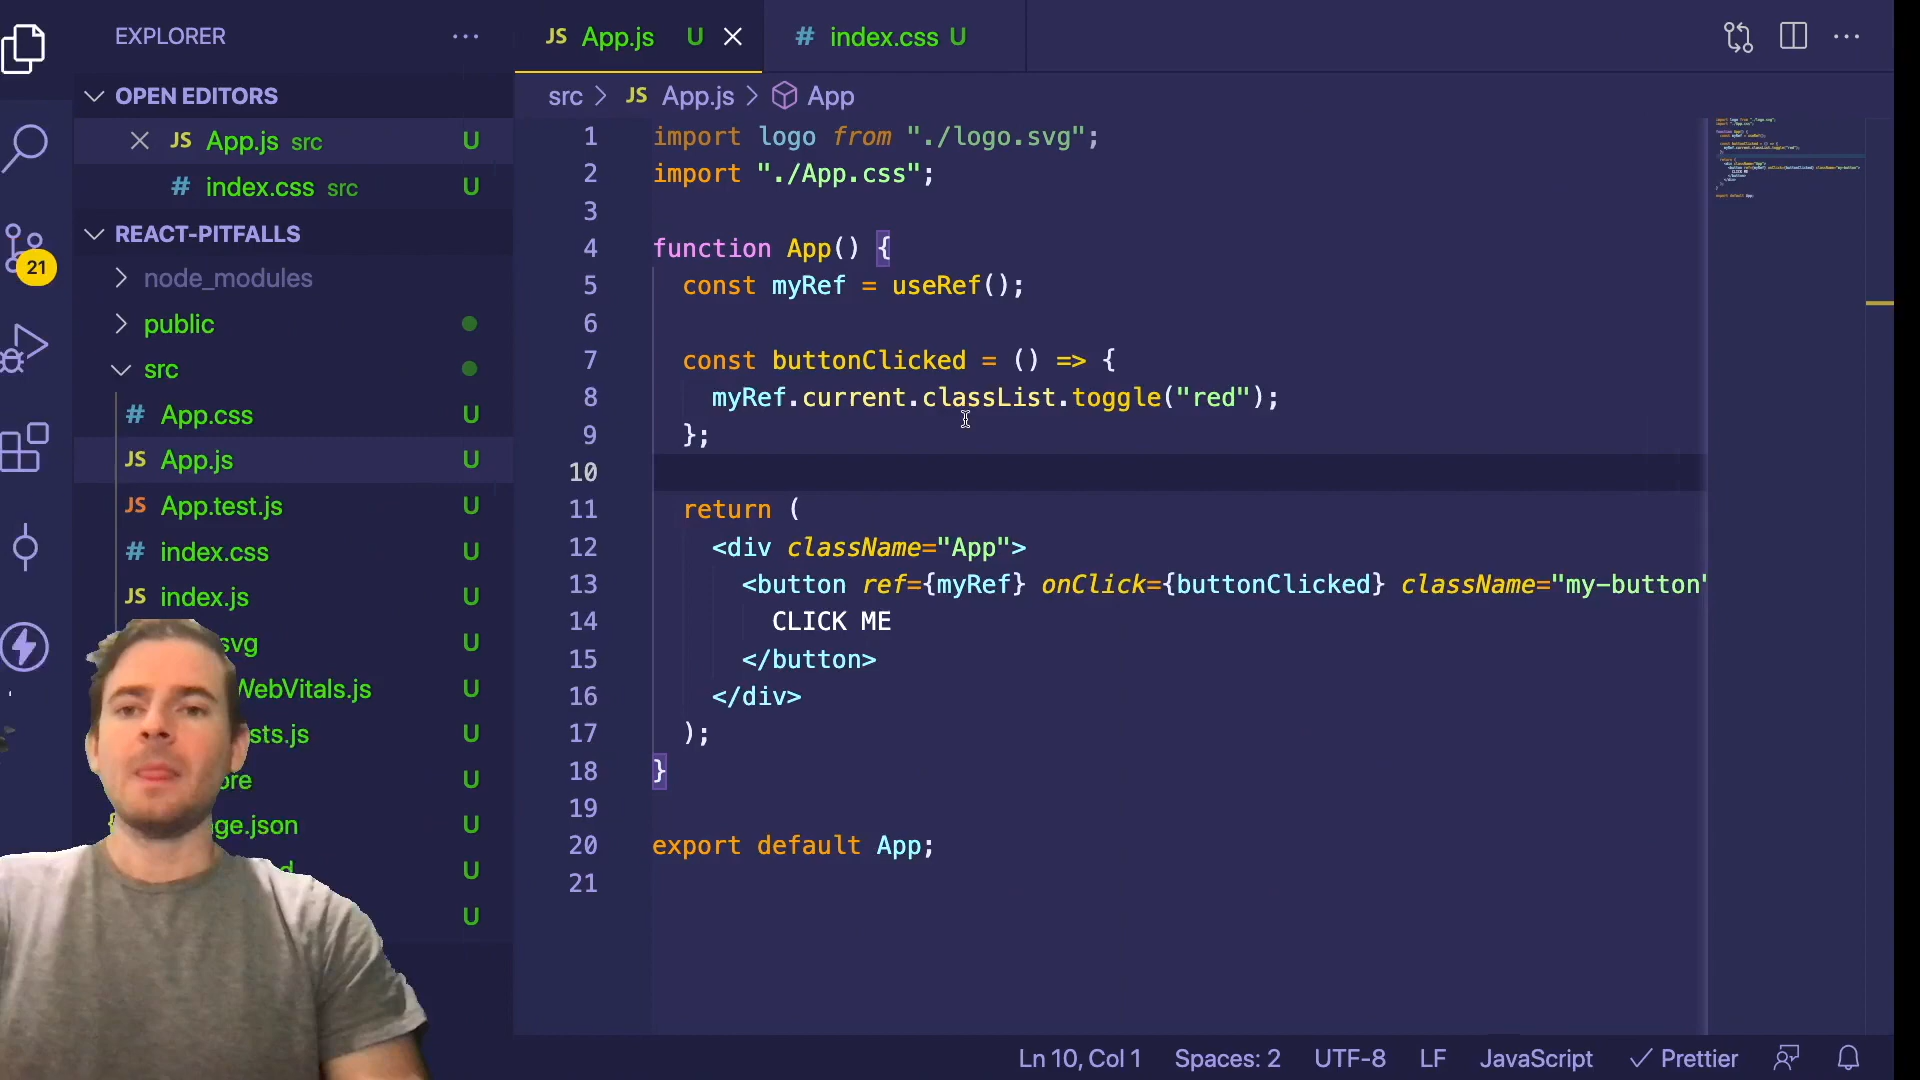 EXPLORER
OPEN EDITORS
JS App.js src U
# index.css src U
REACT-PITFALLS
node_modules
public
src
# App.css U
JS App.js U
JS App.test.js U
# index.css U
JS index.js U
svg U
WebVitals.js U
sts.js U
ore U
ge.json U
U
U
21
JS App.js U
# index.css U
src > JS App.js > App
1 import logo from "./logo.svg";
2 import "./App.css";
3
4 function App() {
5 const myRef = useRef();
6
7 const buttonClicked = () => {
8 myRef.current.classList.toggle("red");
9 };
10
11 return (
12 <div className="App">
13 <button ref={myRef} onClick={buttonClicked} className="my-button"
14 CLICK ME
15 </button>
16 </div>
17 );
18 }
19
20 export default App;
21
Ln 10, Col 1 Spaces: 2 UTF-8 LF JavaScript Prettier